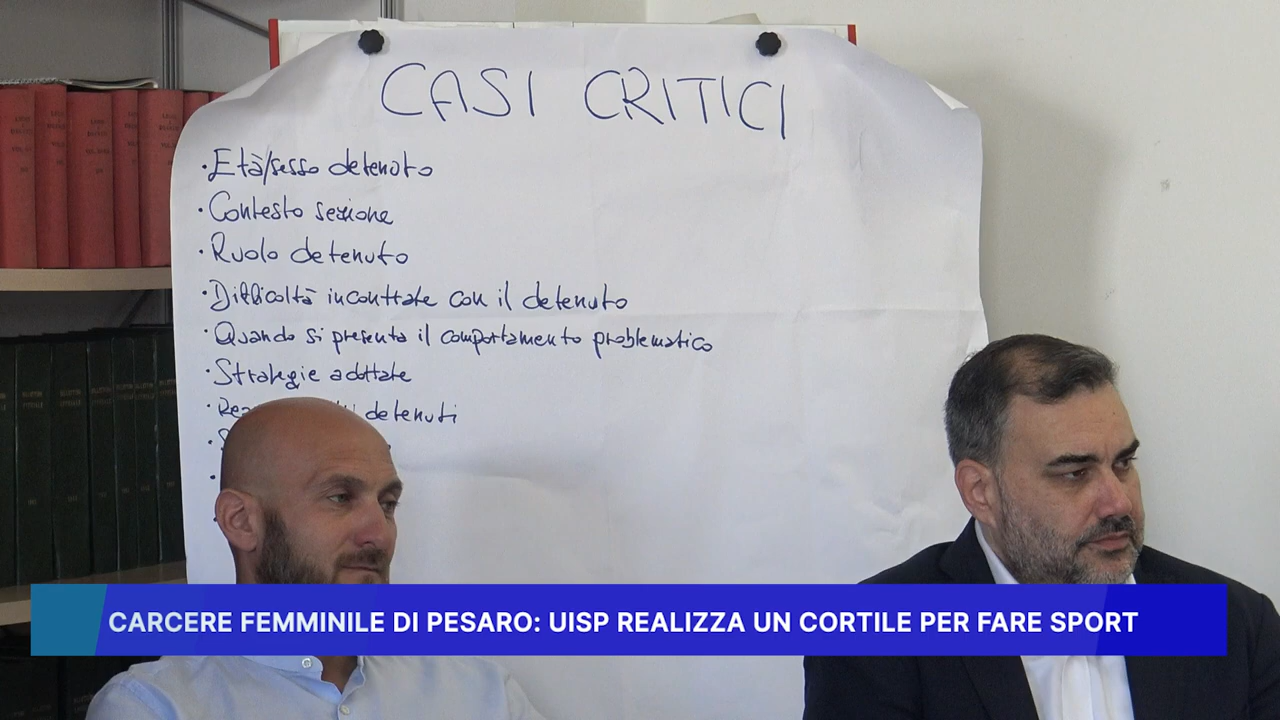 CASI CRITICI
• Età/sesso detenuto
• Contesto sezione
• Ruolo detenuto
• Difficoltà incontrate con il detenuto
• Quando si presenta il comportamento problematico
• Strategie adottate
• detenuti
CARCERE FEMMINILE DI PESARO: UISP REALIZZA UN CORTILE PER FARE SPORT